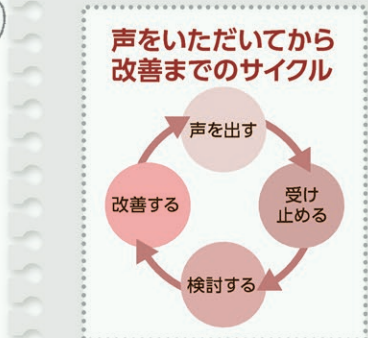 声をいただいてから
改善までのサイクル
声を出す
受け
止める
検討する
改善する